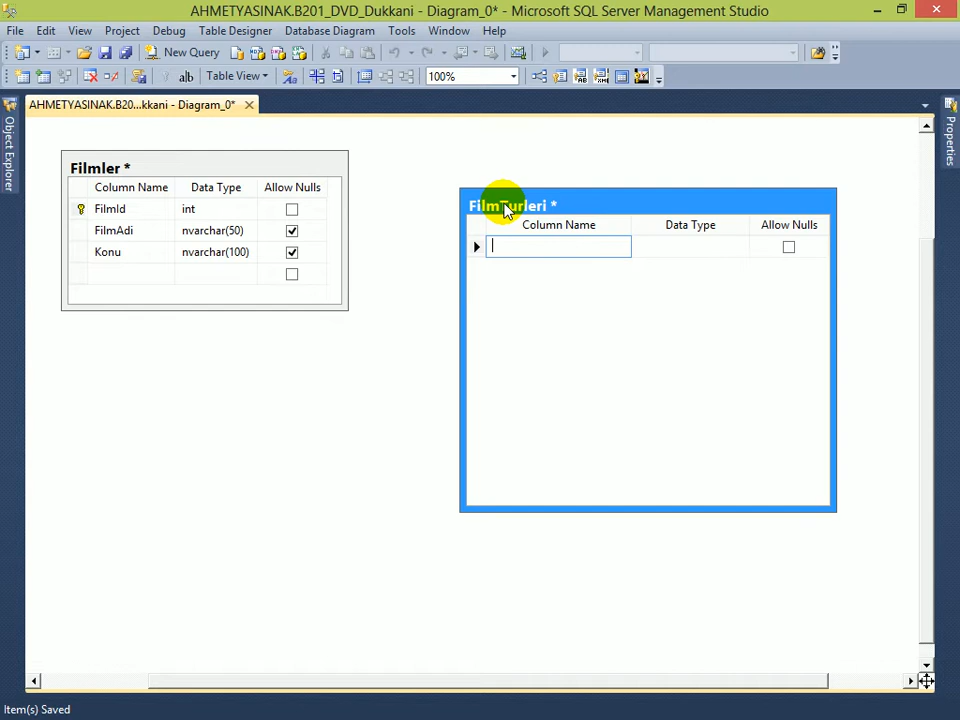 AHMETYASINAK.B201_DVD_Dukkani - Diagram_0* - Microsoft SQL Server Management Studio
File Edit View Project Debug Table Designer Database Diagram Tools Window Help
New Query
Table View 100%
AHMETYASINAK.B20...kkani - Diagram_0*
Object Explorer
Properties
Filmler *
Column Name Data Type Allow Nulls
FilmId int
FilmAdi nvarchar(50)
Konu nvarchar(100)
FilmTurleri *
Column Name Data Type Allow Nulls
Item(s) Saved